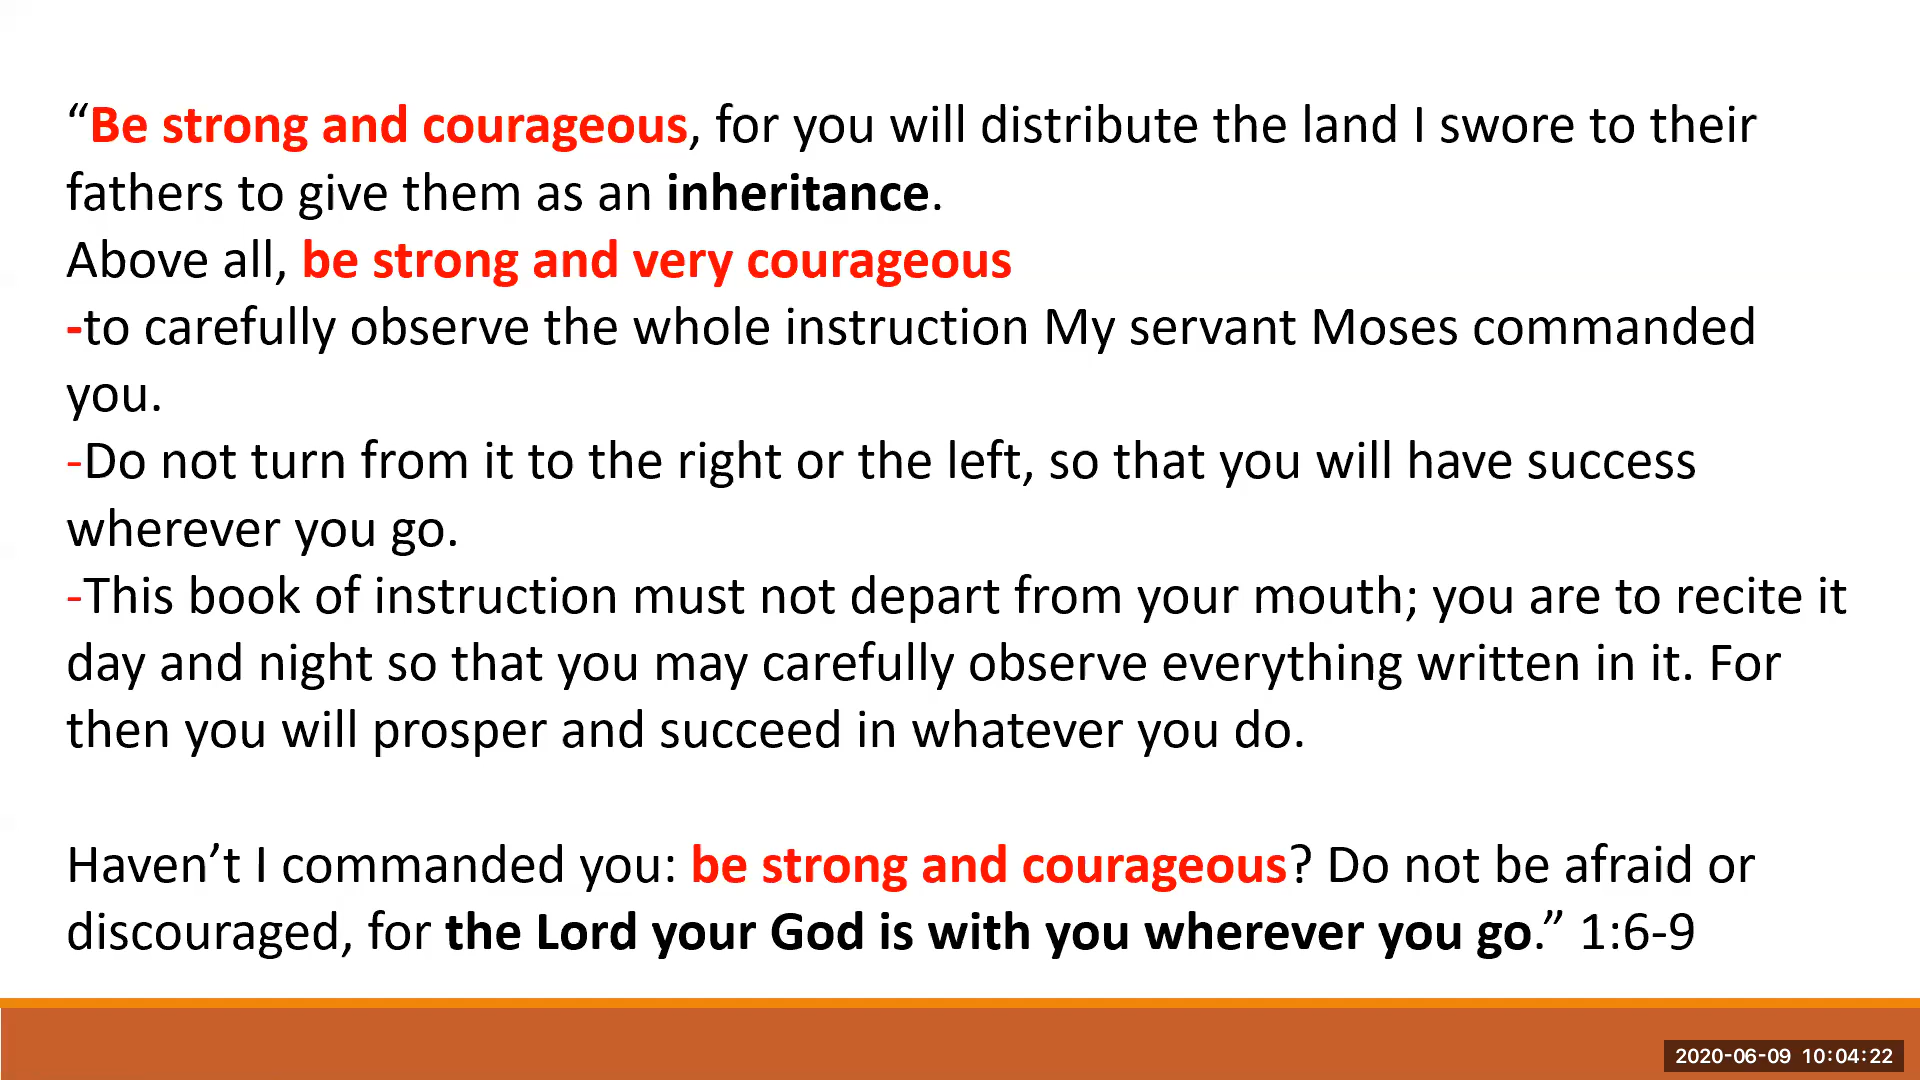 “Be strong and courageous, for you will distribute the land I swore to their
fathers to give them as an inheritance.
Above all, be strong and very courageous
-to carefully observe the whole instruction My servant Moses commanded
you.
-Do not turn from it to the right or the left, so that you will have success
wherever you go.
-This book of instruction must not depart from your mouth; you are to recite it
day and night so that you may carefully observe everything written in it. For
then you will prosper and succeed in whatever you do.
Haven’t I commanded you: be strong and courageous? Do not be afraid or
discouraged, for the Lord your God is with you wherever you go.” 1:6-9
2020-06-09 10:04:22